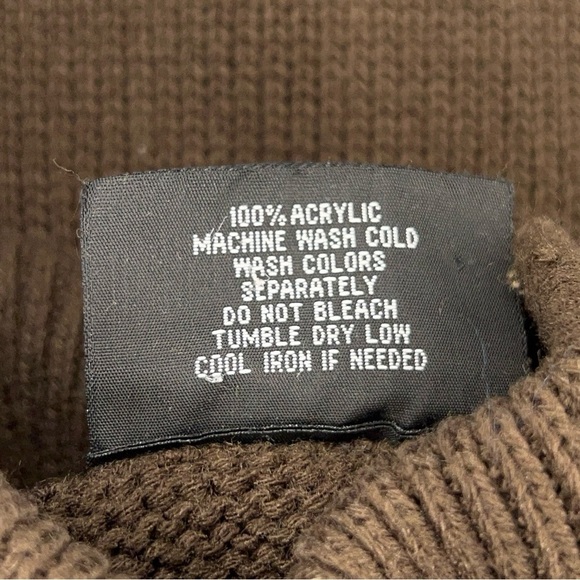 100% ACRYLIC
MACHINE WASH COLD
WASH COLORS
SEPARATELY
DO NOT BLEACH
TUMBLE DRY LOW
COOL IRON IF NEEDED